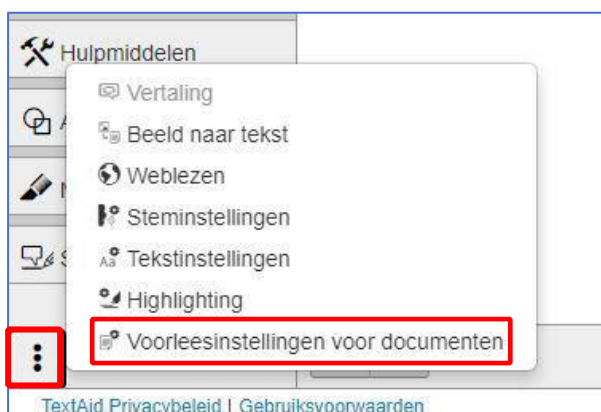 Hulpmiddelen
Vertaling
Beeld naar tekst
Weblezen
Steminstellingen
Tekstinstellingen
Highlighting
Voorleesinstellingen voor documenten
TextAid Privacybeleid | Gebruiksvoorwaarden